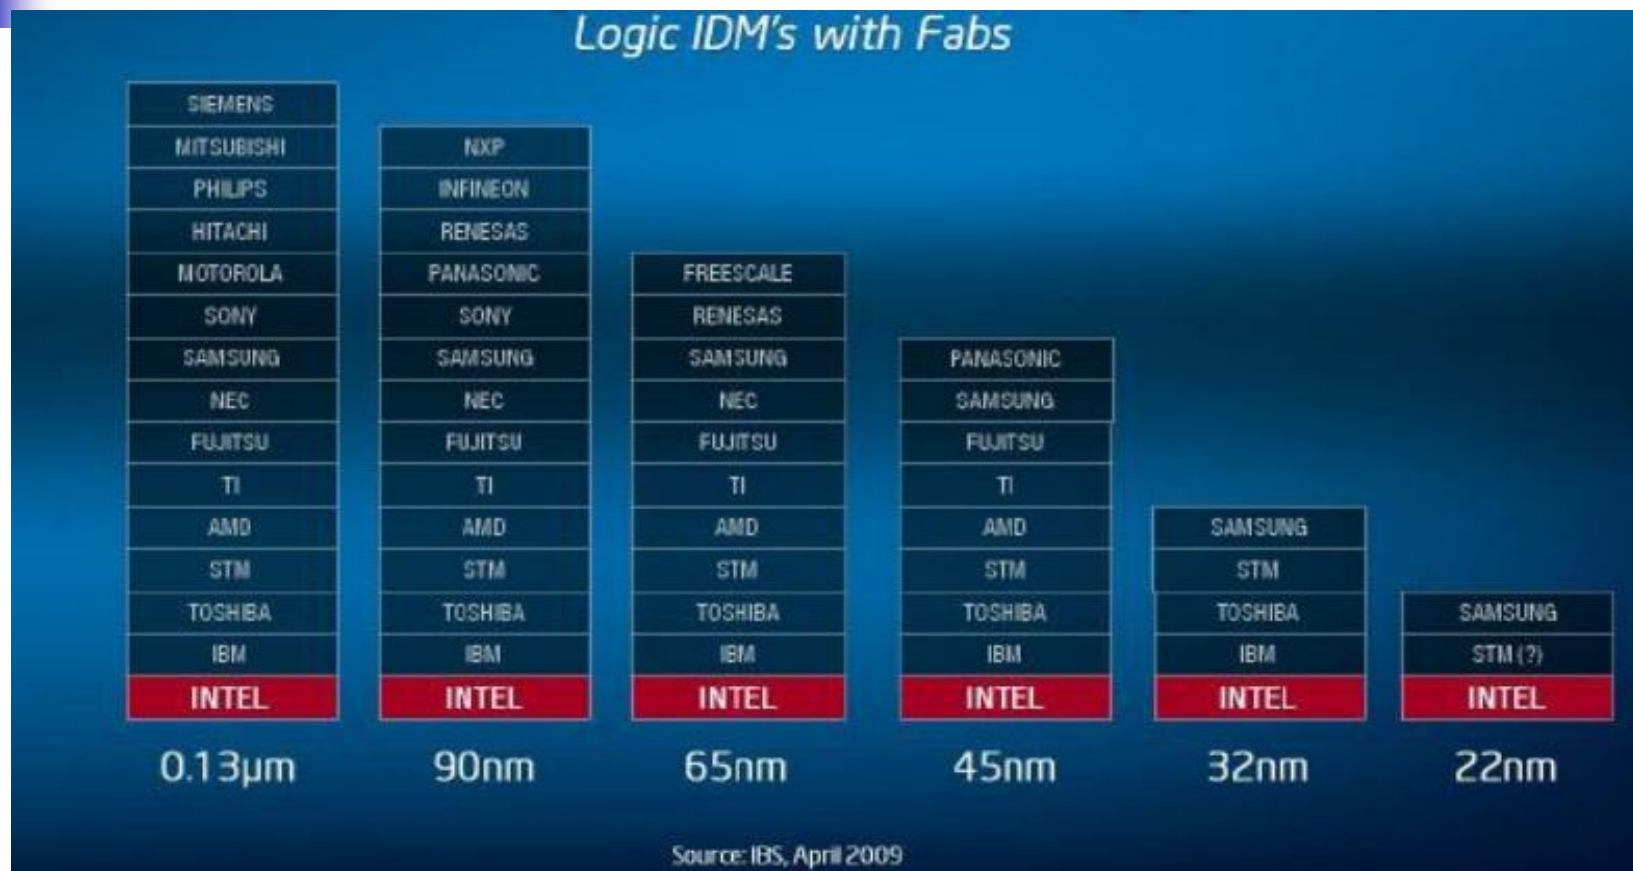 Logic IDM's with Fabs
SIEMENS
MITSUBISHI
PHILIPS
HITACHI
MOTOROLA
SONY
SAMSUNG
NEC
FUJITSU
TI
AMD
STM
TOSHIBA
IBM
INTEL
0.13µm
NXP
INFINEON
RENESAS
PANASONIC
SONY
SAMSUNG
NEC
FUJITSU
TI
AMD
STM
TOSHIBA
IBM
INTEL
90nm
FREESCALE
RENESAS
SAMSUNG
NEC
FUJITSU
TI
AMD
STM
TOSHIBA
IBM
INTEL
65nm
PANASONIC
SAMSUNG
FUJITSU
TI
AMD
STM
TOSHIBA
IBM
INTEL
45nm
SAMSUNG
STM
TOSHIBA
IBM
INTEL
32nm
SAMSUNG
STM (?)
INTEL
22nm
Source: IBS, April 2009